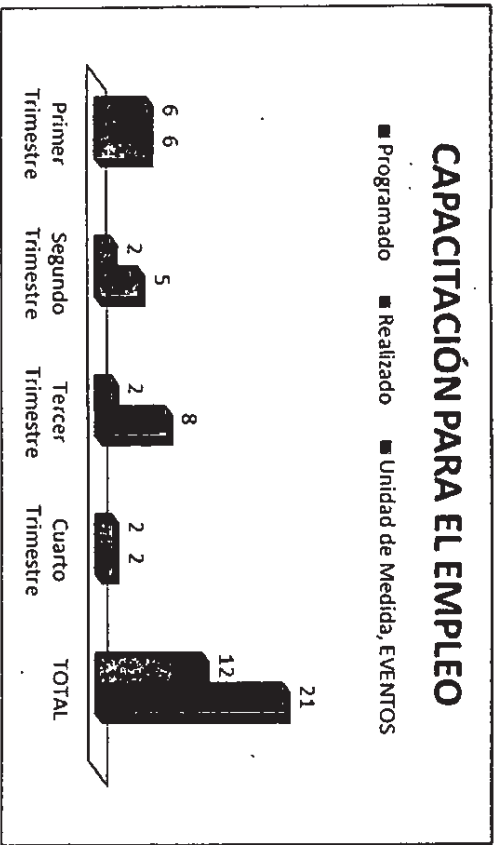 CAPACITACIÓN PARA EL EMPLEO
■ Programado ■ Realizado ■ Unidad de Medida, EVENTOS
6 6 2 5 2 8 2 2 12 21
Primer Trimestre
Segundo Trimestre
Tercer Trimestre
Cuarto Trimestre
TOTAL